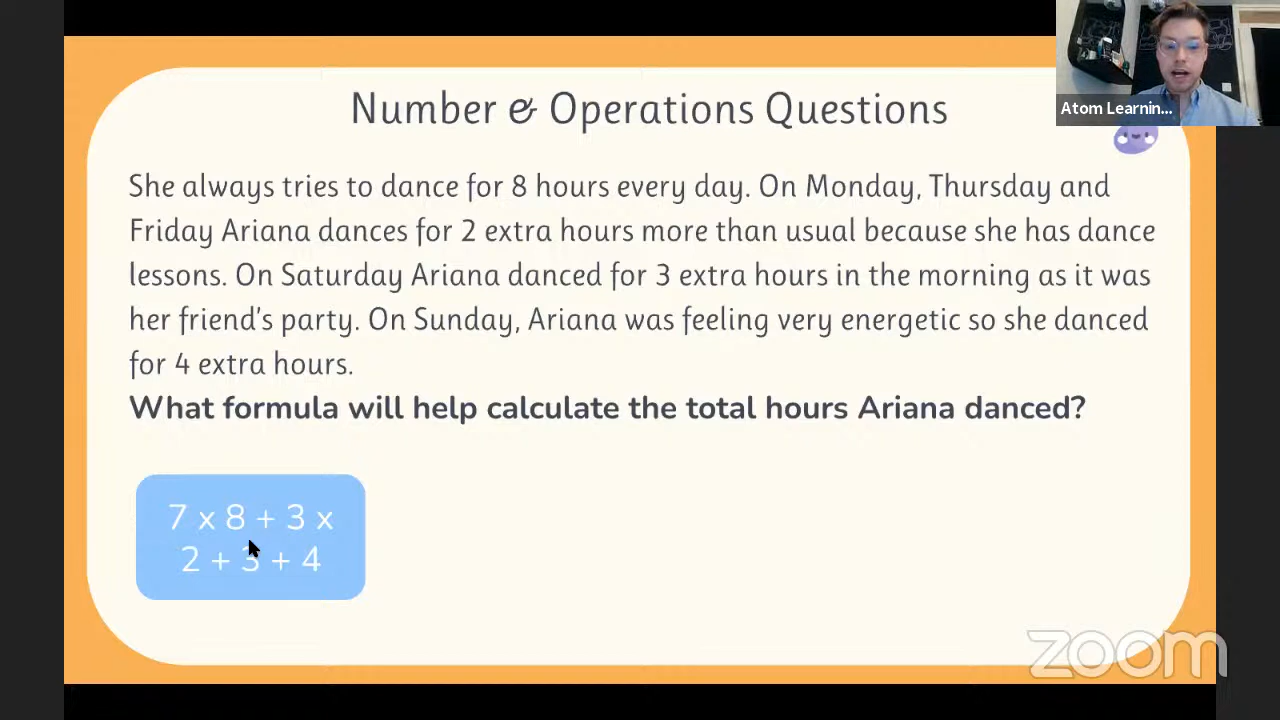 Number & Operations Questions
Atom Learnin...
She always tries to dance for 8 hours every day. On Monday, Thursday and
Friday Ariana dances for 2 extra hours more than usual because she has dance
lessons. On Saturday Ariana danced for 3 extra hours in the morning as it was
her friend's party. On Sunday, Ariana was feeling very energetic so she danced
for 4 extra hours.
What formula will help calculate the total hours Ariana danced?
7 x 8 + 3 x
2 + 3 + 4
zoom